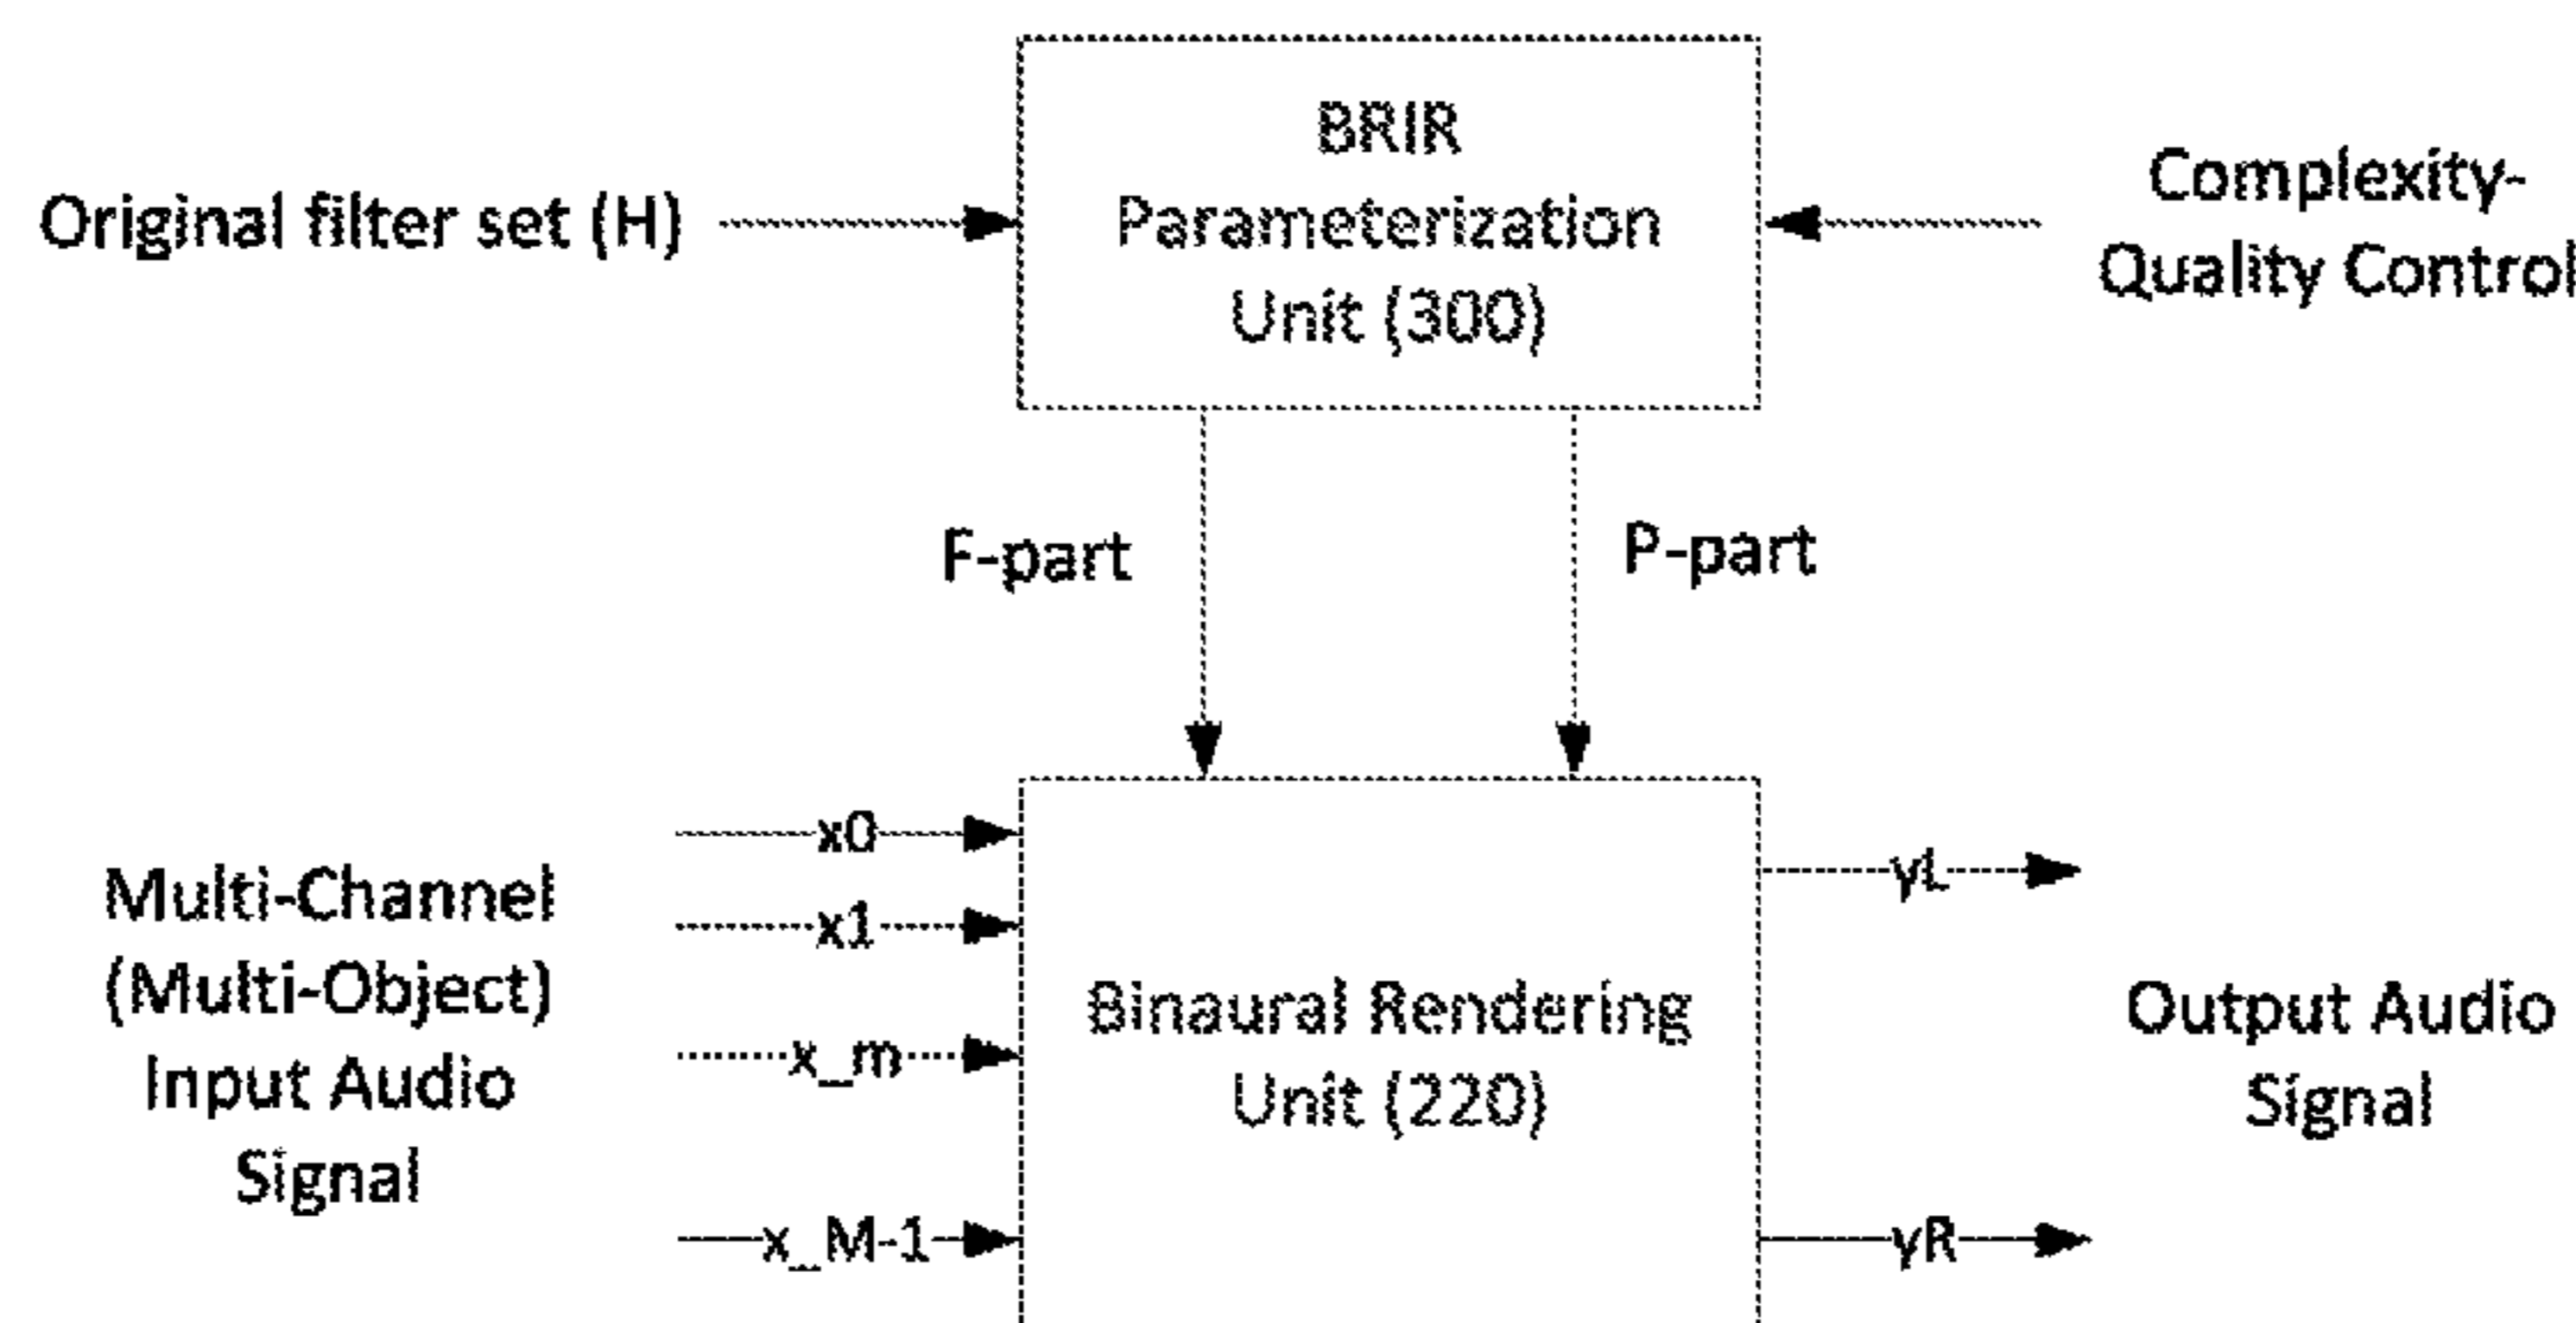 BRIR
Parameterization
Unit (300)
Original filter set (H)
Complexity-
Quality Control
F-part
P-part
Multi-Channel
(Multi-Object)
Input Audio
Signal
x0
x1
x_m
x_M-1
Binaural Rendering
Unit (220)
yL
yR
Output Audio
Signal